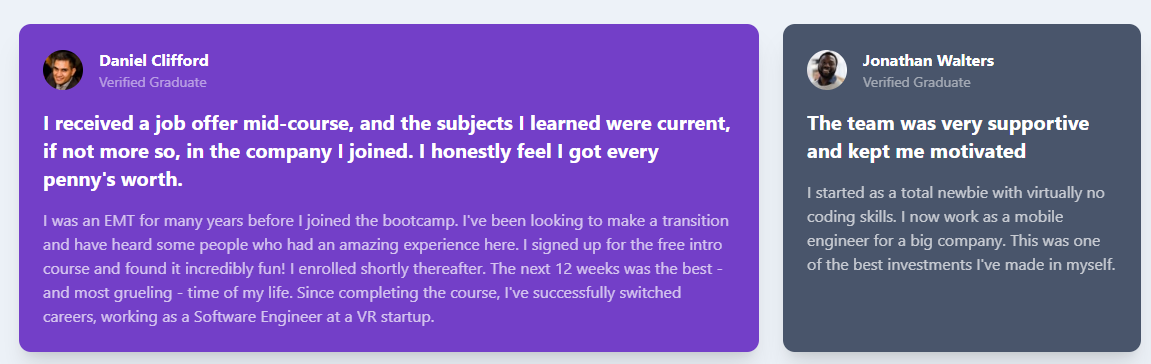 Daniel Clifford
Verified Graduate
I received a job offer mid-course, and the subjects I learned were current,
if not more so, in the company I joined. I honestly feel I got every
penny's worth.
I was an EMT for many years before I joined the bootcamp. I've been looking to make a transition
and have heard some people who had an amazing experience here. I signed up for the free intro
course and found it incredibly fun! I enrolled shortly thereafter. The next 12 weeks was the best -
and most grueling - time of my life. Since completing the course, I've successfully switched
careers, working as a Software Engineer at a VR startup.
Jonathan Walters
Verified Graduate
The team was very supportive
and kept me motivated
I started as a total newbie with virtually no
coding skills. I now work as a mobile
engineer for a big company. This was one
of the best investments I've made in myself.